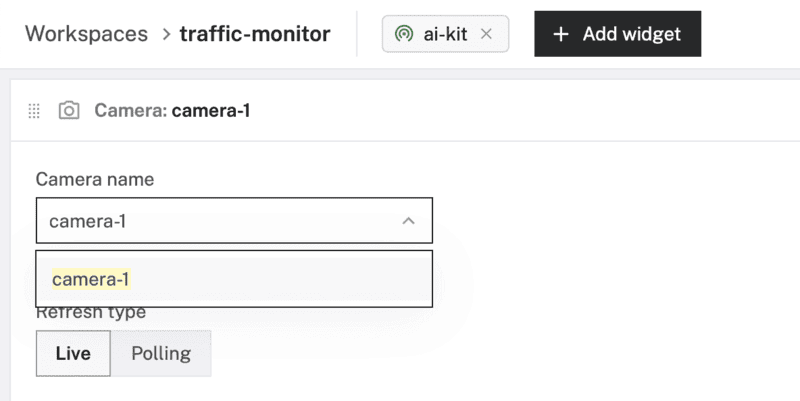 Workspaces > traffic-monitor ai-kit × + Add widget
Camera: camera-1
Camera name
camera-1
camera-1
Refresh type
Live Polling